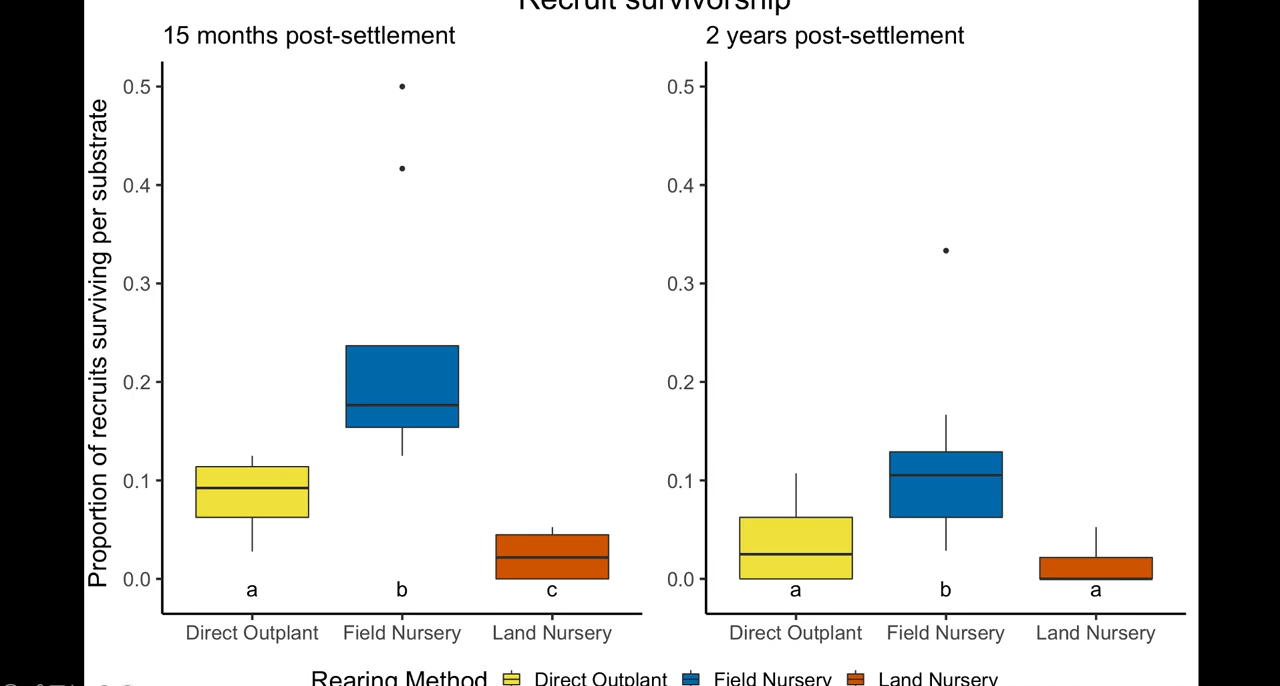 Recruit survivorship
15 months post-settlement
2 years post-settlement
Proportion of recruits surviving per substrate
0.5
0.4
0.3
0.2
0.1
0.0
a b c
Direct Outplant Field Nursery Land Nursery
0.5
0.4
0.3
0.2
0.1
0.0
a b a
Direct Outplant Field Nursery Land Nursery
Rearing Method Direct Outplant Field Nursery Land Nursery